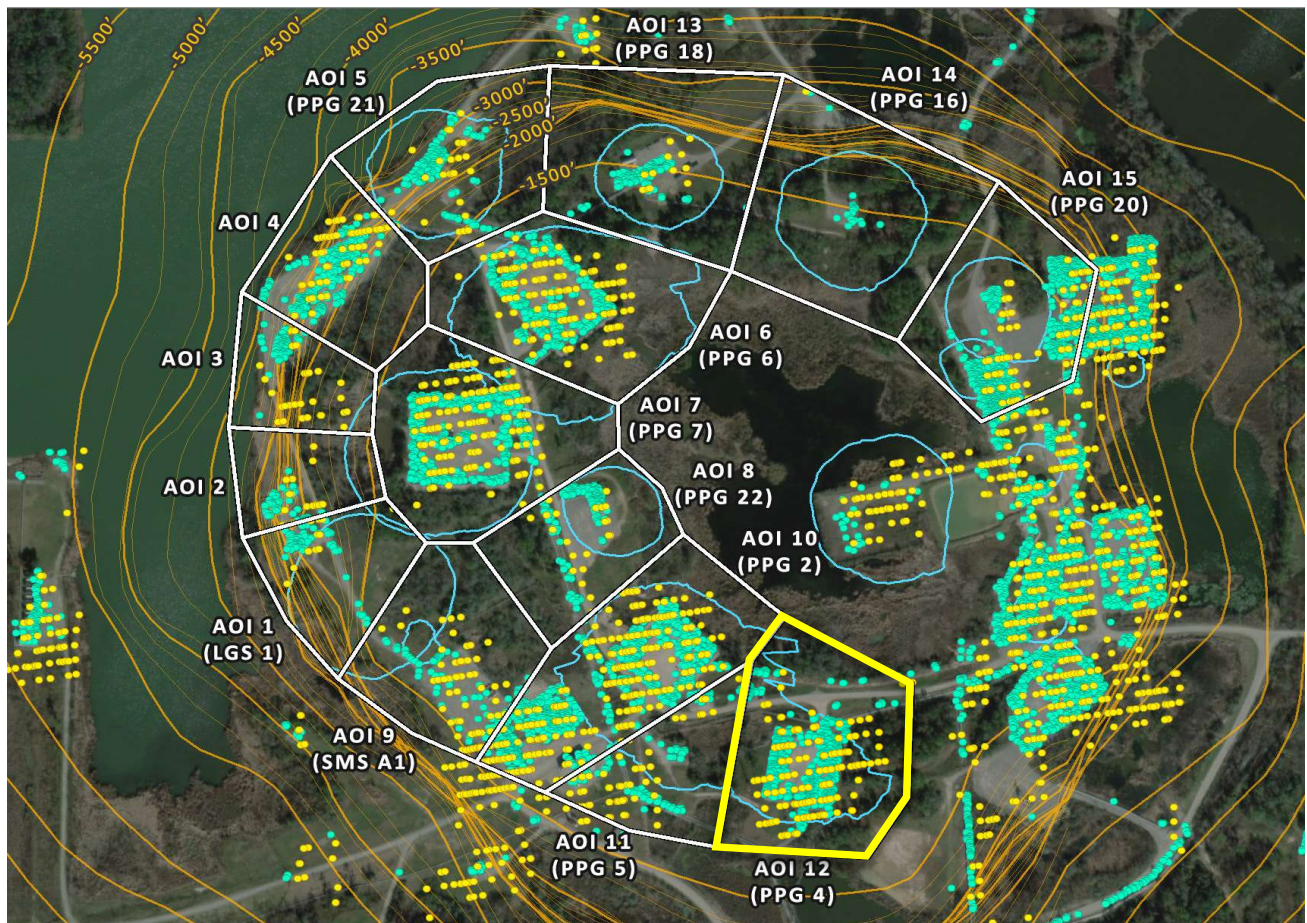 -5500'
-5000'
-4500'
-4000'
-3500'
-3000'
-2500'
-2000'
-1500'
AOI 13
(PPG 18)
AOI 5
(PPG 21)
AOI 14
(PPG 16)
AOI 15
(PPG 20)
AOI 4
AOI 3
AOI 6
(PPG 6)
AOI 7
(PPG 7)
AOI 8
(PPG 22)
AOI 2
AOI 10
(PPG 2)
AOI 1
(LGS 1)
AOI 9
(SMS A1)
AOI 11
(PPG 5)
AOI 12
(PPG 4)